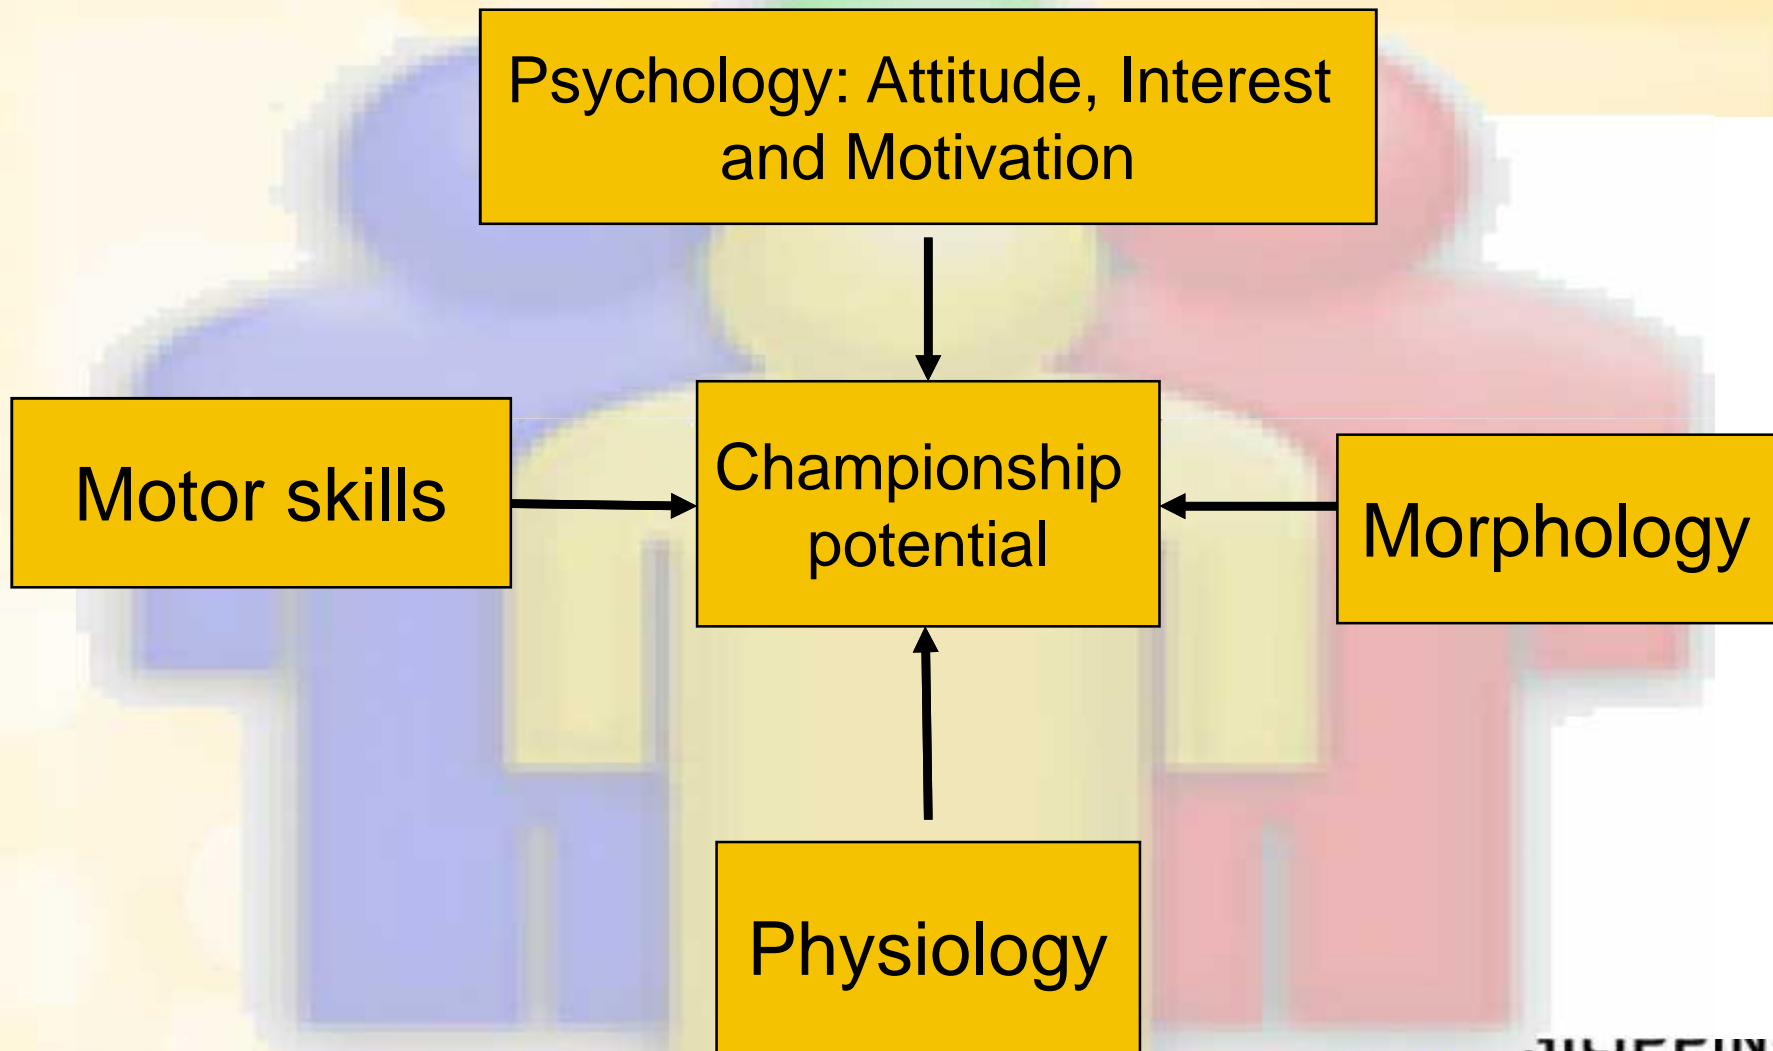 Psychology: Attitude, Interest
and Motivation
Motor skills
Championship
potential
Morphology
Physiology